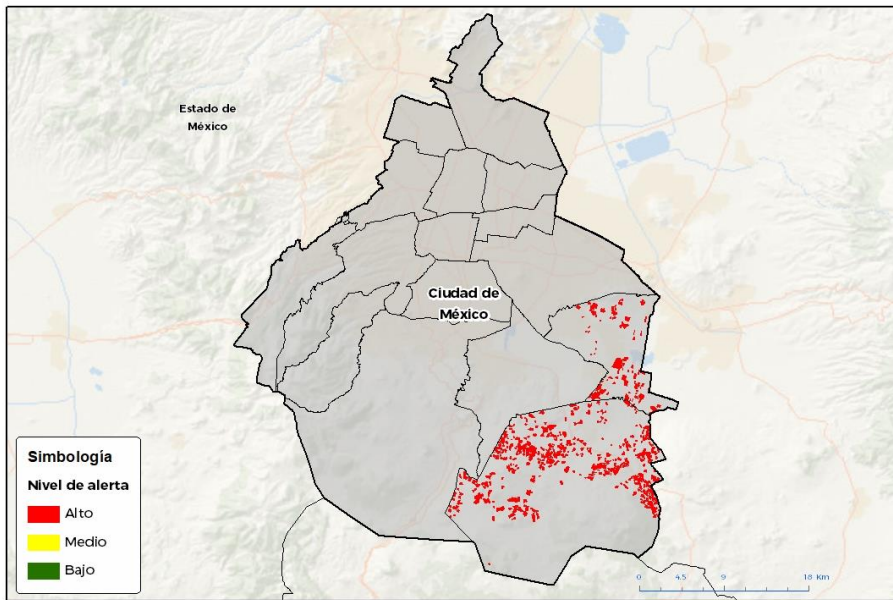 Estado de
México
Ciudad de
México
Simbología
Nivel de alerta
Alto
Medio
Bajo
0 4.5 9 18 km